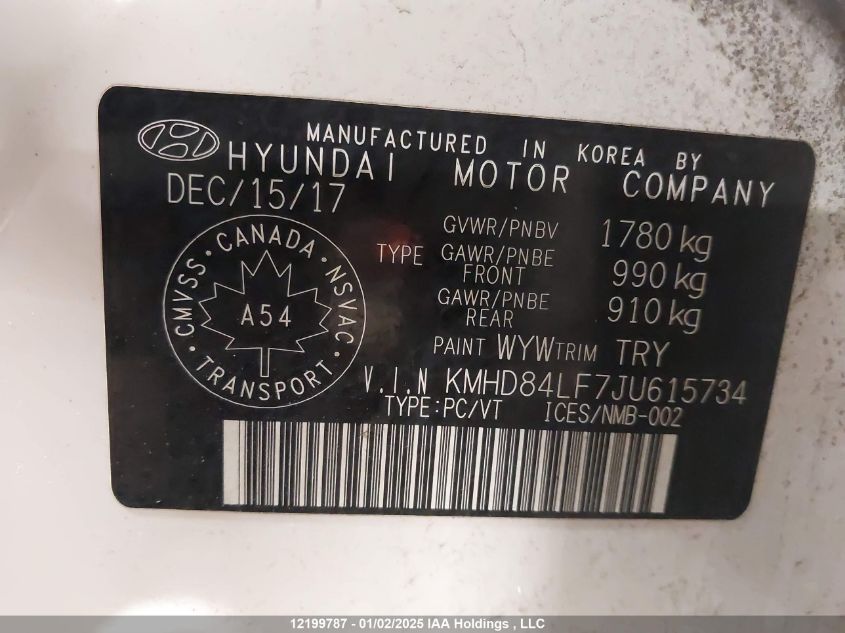 MANUFACTURED IN KOREA BY
HYUNDAI MOTOR COMPANY
DEC/15/17
GVWR/PNBV 1780 kg
TYPE GAWR/PNBE FRONT 990 kg
GAWR/PNBE REAR 910 kg
PAINT WYW TRIM TRY
CMVSS · CANADA · NSVAC · TRANSPORT ·
A54
V.I.N KMHD84LF7JU615734
TYPE:PC/VT ICES/NMB-002
12199787 - 01/02/2025 IAA Holdings , LLC